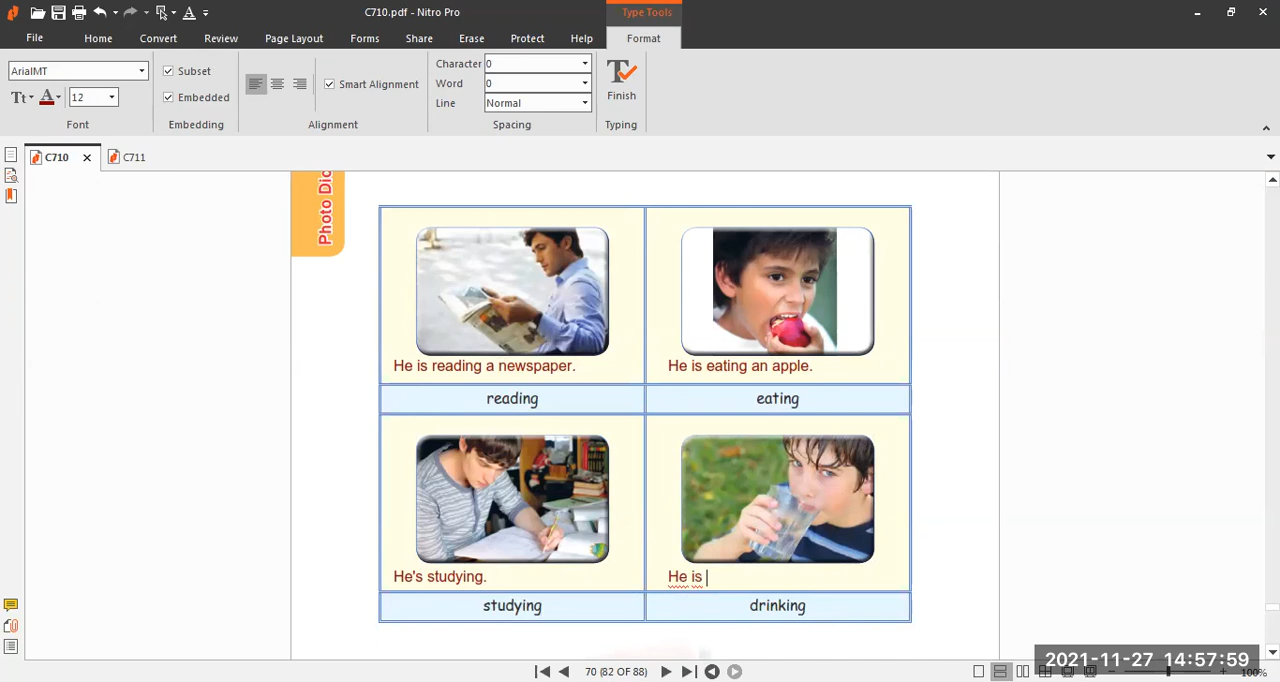 C710.pdf - Nitro Pro
Type Tools
File Home Convert Review Page Layout Forms Share Erase Protect Help Format
ArialMT
Tt A 12
Font
Subset
Embedded
Embedding
Smart Alignment
Alignment
Character 0
Word 0
Line Normal
Spacing
Finish
Typing
C710 C711
Photo Dic
He is reading a newspaper.
He is eating an apple.
reading
eating
He's studying.
He is
studying
drinking
70 (82 OF 88)
2021-11-27 14:57:59
100%